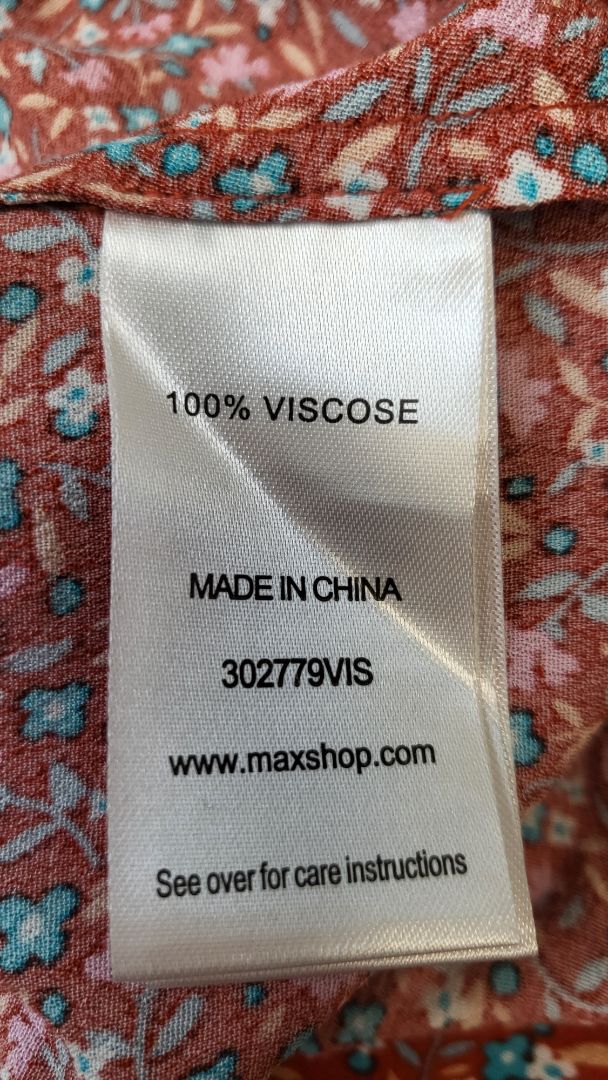 100% VISCOSE
MADE IN CHINA
302779VIS
www.maxshop.com
See over for care instructions